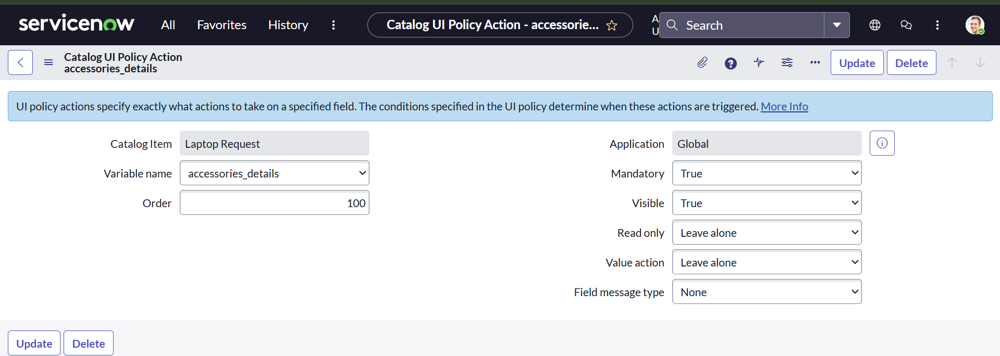 servicenow All Favorites History Catalog UI Policy Action - accessorie... A U Search
Catalog UI Policy Action
accessories_details
Update Delete
UI policy actions specify exactly what actions to take on a specified field. The conditions specified in the UI policy determine when these actions are triggered. More Info
Catalog Item Laptop Request
Variable name accessories_details
Order 100
Application Global
Mandatory True
Visible True
Read only Leave alone
Value action Leave alone
Field message type None
Update Delete